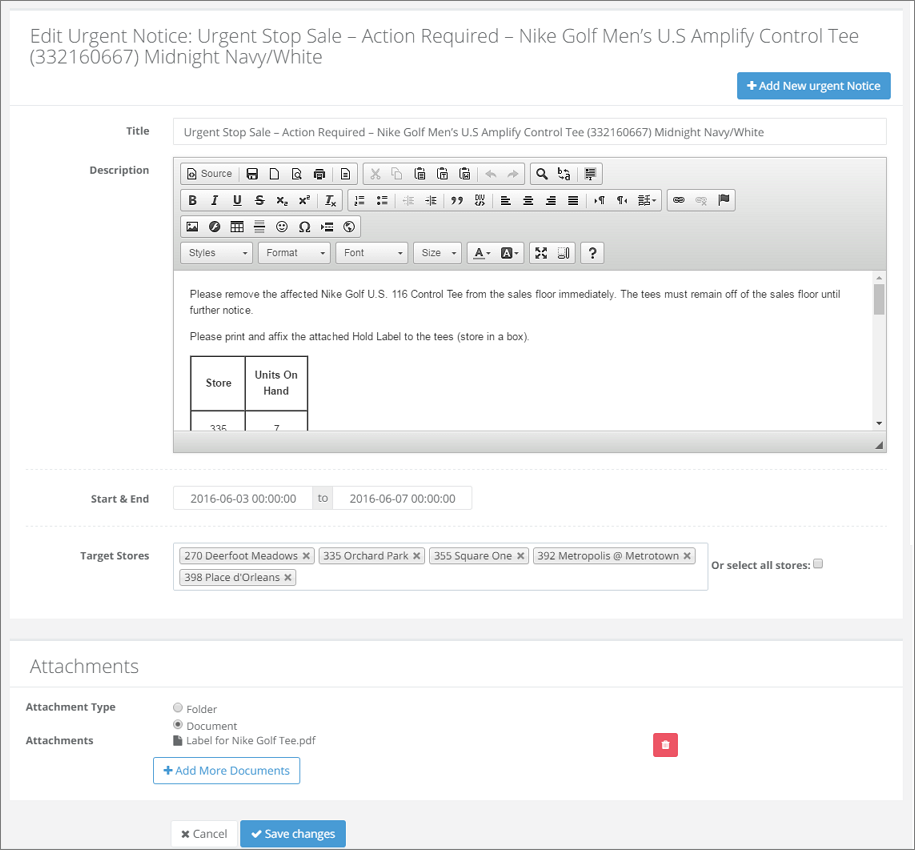 Edit Urgent Notice: Urgent Stop Sale – Action Required – Nike Golf Men’s U.S Amplify Control Tee
(332160667) Midnight Navy/White
Add New urgent Notice
Title
Urgent Stop Sale – Action Required – Nike Golf Men’s U.S Amplify Control Tee (332160667) Midnight Navy/White
Description
Source
B I U S x₂ x² Tx
Styles Format Font Size A A ?
Please remove the affected Nike Golf U.S. 116 Control Tee from the sales floor immediately. The tees must remain off of the sales floor until
further notice.
Please print and affix the attached Hold Label to the tees (store in a box).
Store
Units On
Hand
335 7
Start & End
2016-06-03 00:00:00 to 2016-06-07 00:00:00
Target Stores
270 Deerfoot Meadows 335 Orchard Park 355 Square One 392 Metropolis @ Metrotown
398 Place d'Orleans
Or select all stores:
Attachments
Attachment Type
Folder
Document
Attachments
Label for Nike Golf Tee.pdf
Add More Documents
Cancel Save changes